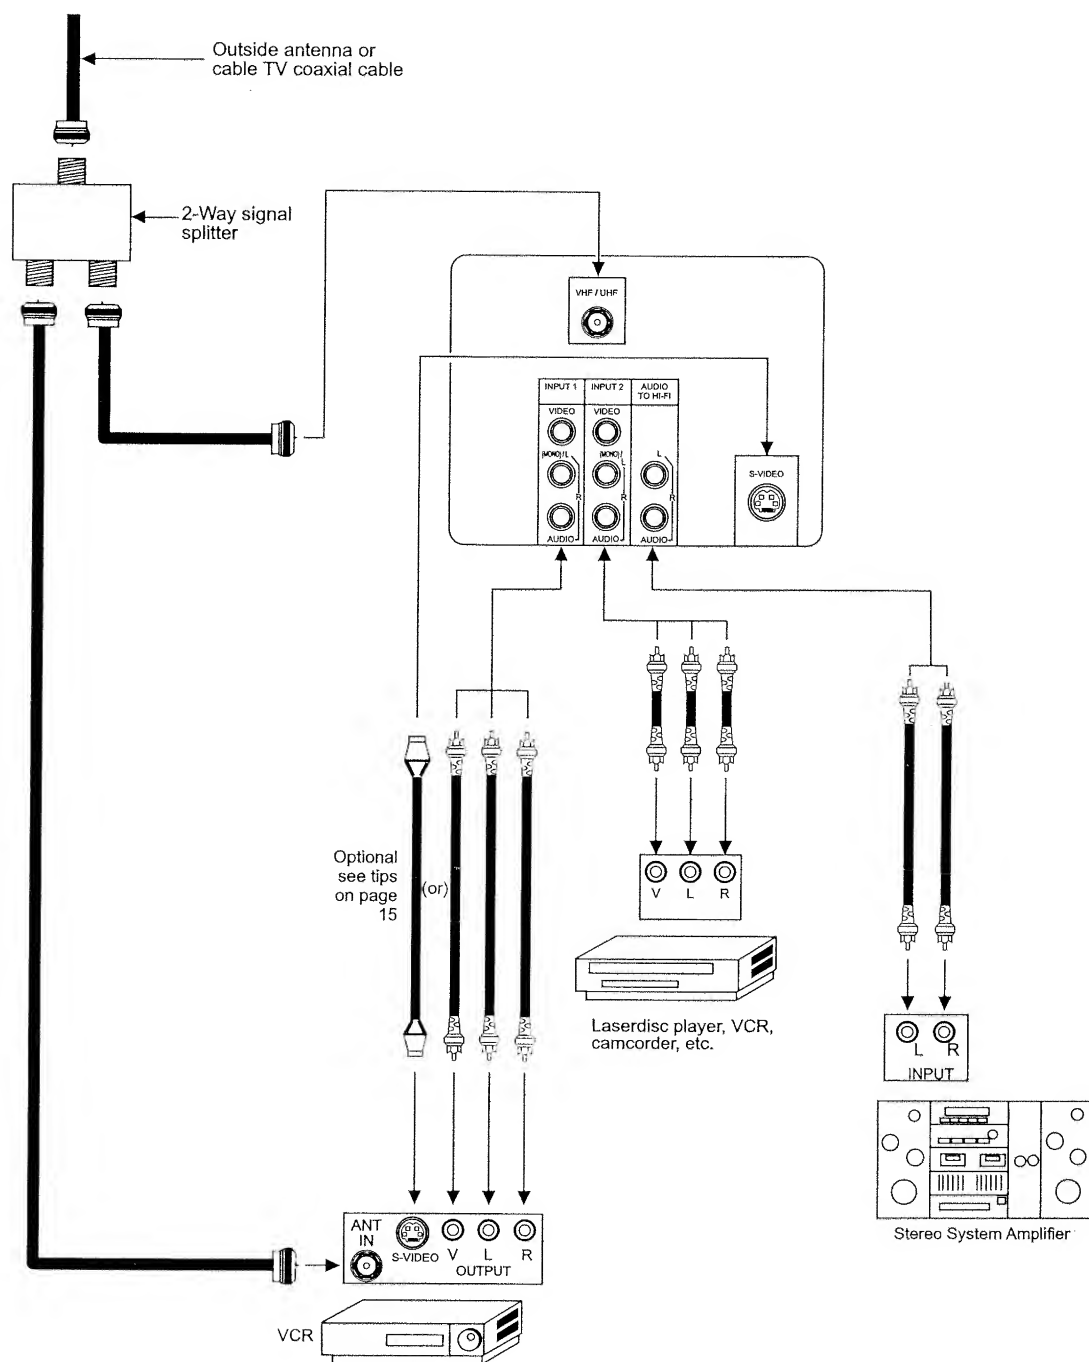 Outside antenna or
cable TV coaxial cable
2-Way signal
splitter
VHF / UHF
INPUT 1
INPUT 2
AUDIO
TO HI-FI
VIDEO
VIDEO
(MONO) / L
(MONO) /
L
L
R
R
R
AUDIO
AUDIO
AUDIO
S-VIDEO
Optional
see tips
on page
15
(or)
V
L
R
Laserdisc player, VCR,
camcorder, etc.
L
R
INPUT
Stereo System Amplifier
ANT
IN
S-VIDEO
V
L
R
OUTPUT
VCR